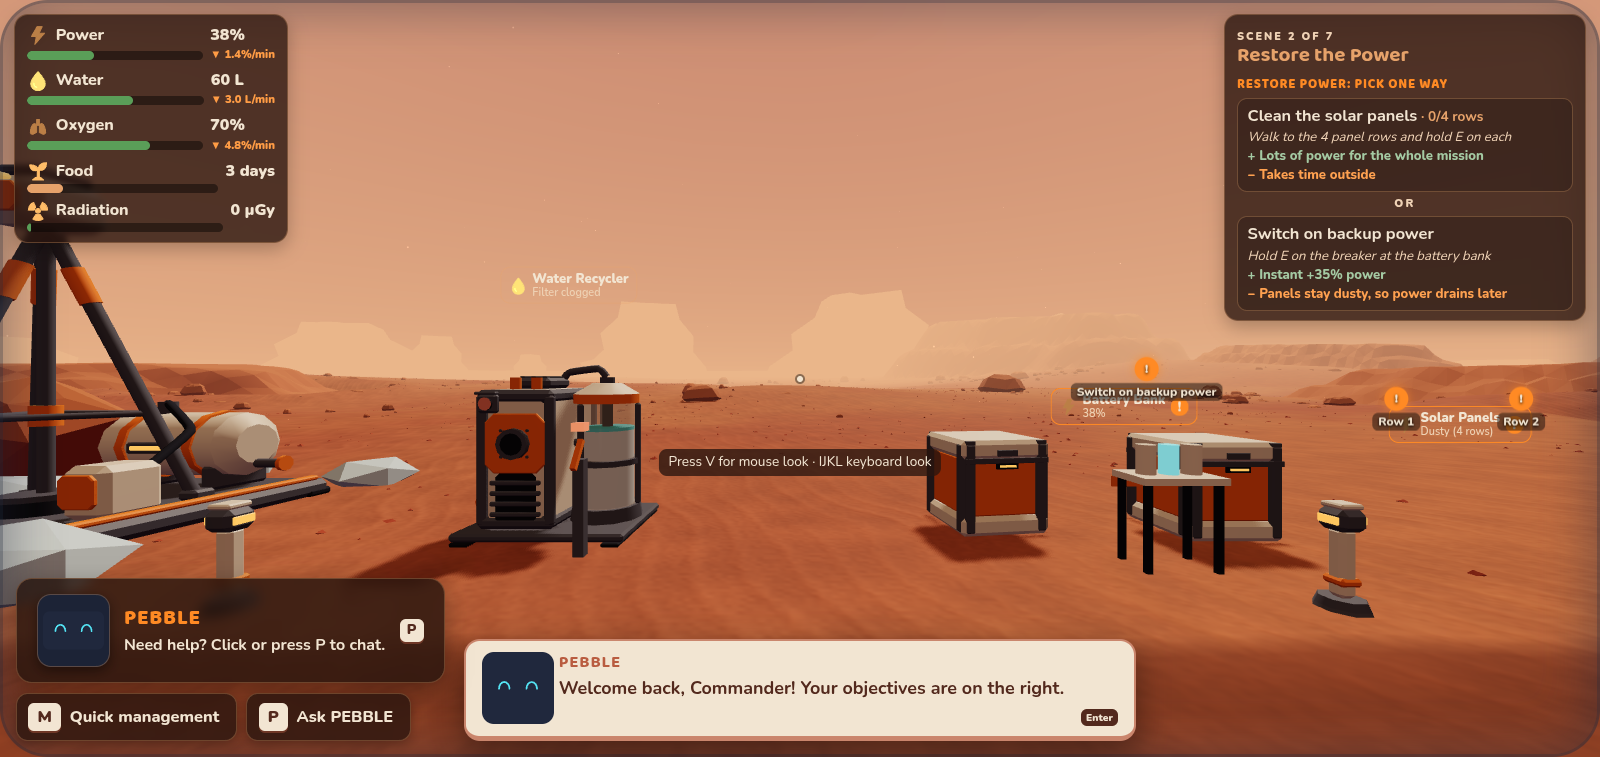 Power 38%
▼ 1.4%/min
Water 60 L
▼ 3.0 L/min
Oxygen 70%
▼ 4.8%/min
Food 3 days
Radiation 0 µGy
SCENE 2 OF 7
Restore the Power
RESTORE POWER: PICK ONE WAY
Clean the solar panels · 0/4 rows
Walk to the 4 panel rows and hold E on each
+ Lots of power for the whole mission
− Takes time outside
OR
Switch on backup power
Hold E on the breaker at the battery bank
+ Instant +35% power
− Panels stay dusty, so power drains later
Water Recycler
Filter clogged
!
Switch on backup power
Battery Bank
38%
!
! !
Row 1 Solar Panels Row 2
Dusty (4 rows)
Press V for mouse look · IJKL keyboard look
PEBBLE
Need help? Click or press P to chat.
P
M Quick management
P Ask PEBBLE
PEBBLE
Welcome back, Commander! Your objectives are on the right.
Enter